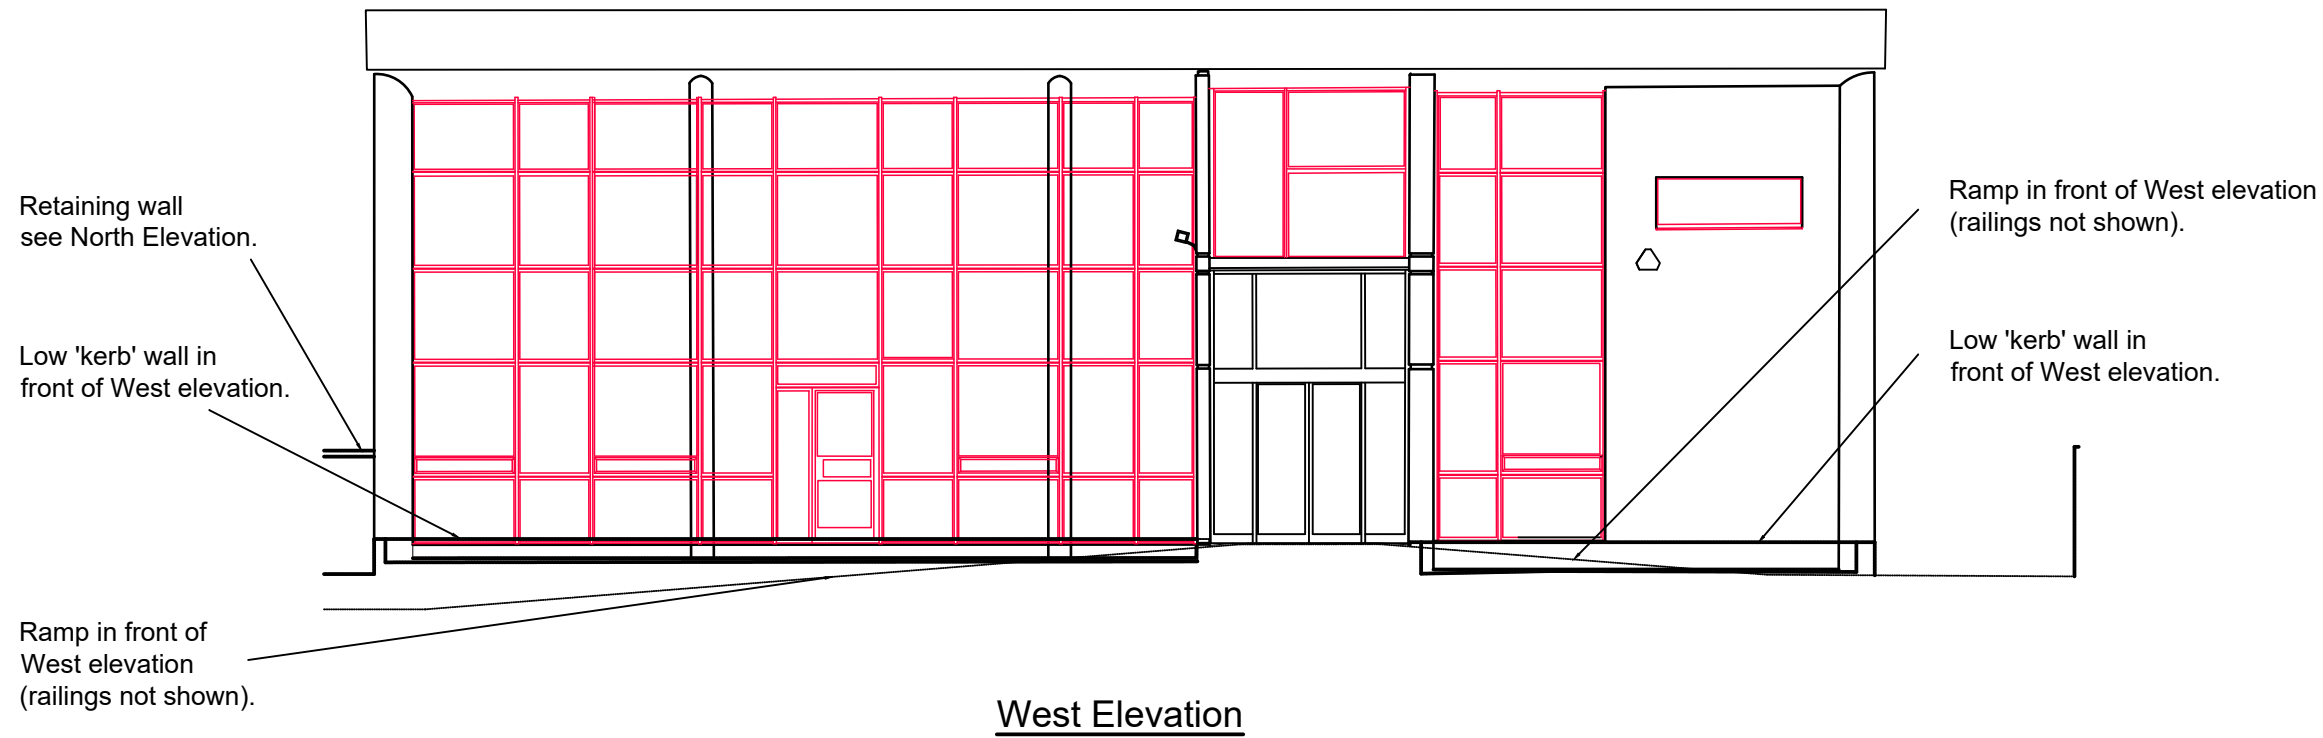 Retaining wall
see North Elevation.
Low 'kerb' wall in
front of West elevation.
Ramp in front of
West elevation
(railings not shown).
Ramp in front of West elevation
(railings not shown).
Low 'kerb' wall in
front of West elevation.
West Elevation